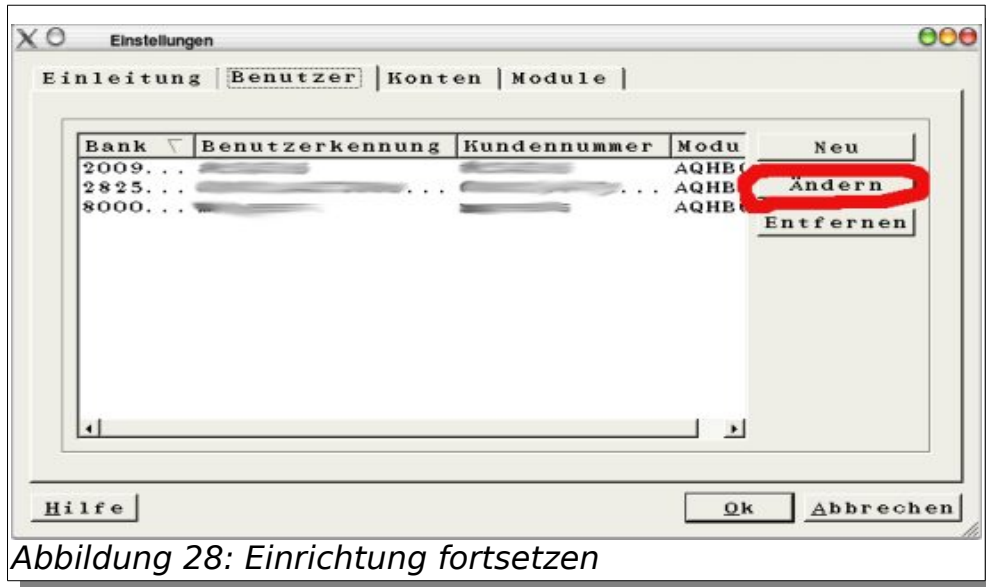 Einstellungen
Einleitung Benutzer Konten Module
Bank Benutzerkennung Kundennummer Modu
2009... AQHB
2825... ... ... AQHB
8000... AQHB
Neu
Ändern
Entfernen
Hilfe Ok Abbrechen
Abbildung 28: Einrichtung fortsetzen